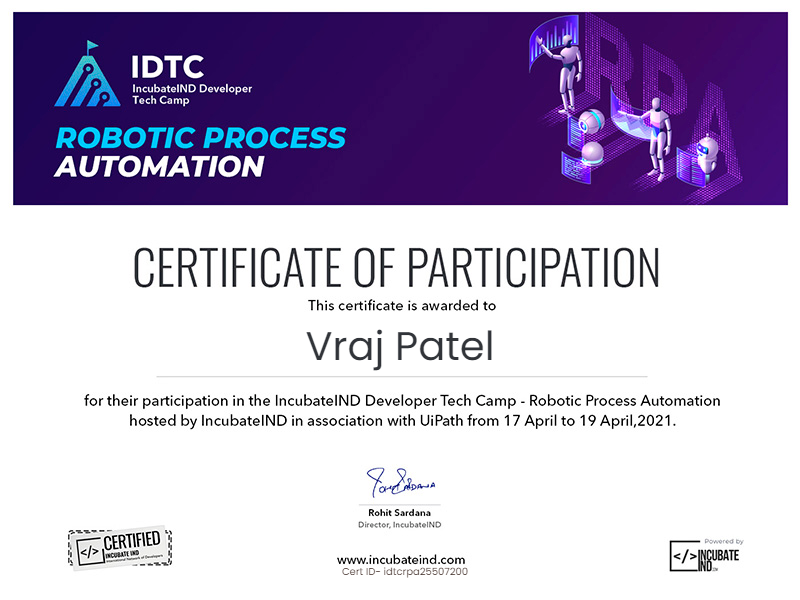 IDTC
IncubateIND Developer
Tech Camp
ROBOTIC PROCESS
AUTOMATION
RPA
CERTIFICATE OF PARTICIPATION
This certificate is awarded to
Vraj Patel
for their participation in the IncubateIND Developer Tech Camp - Robotic Process Automation
hosted by IncubateIND in association with UiPath from 17 April to 19 April,2021.
Rohit Sardana
Director, IncubateIND
</> CERTIFIED
INCUBATE IND
International Network of Developers
www.incubateind.com
Cert ID- idtcrpa25507200
Powered by
</> INCUBATE
IND.COM